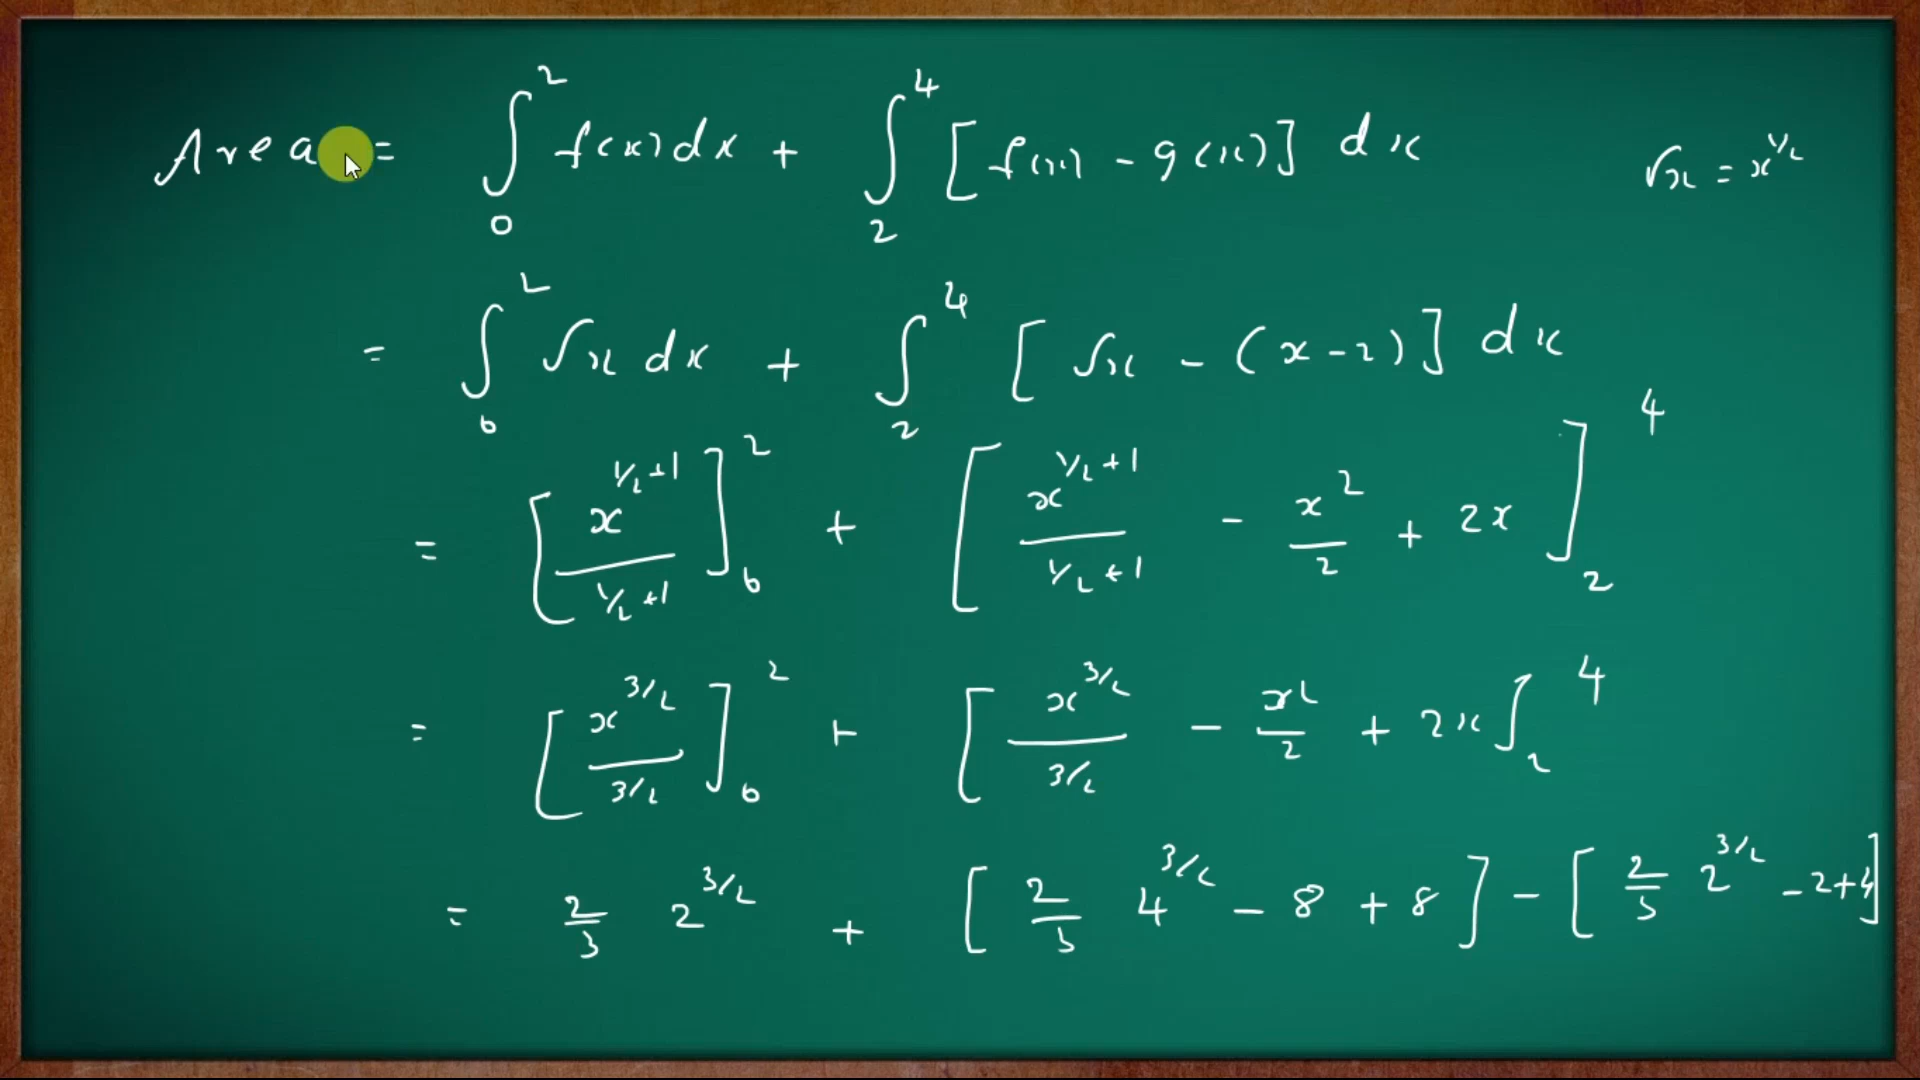 Area = ∫₀² f(x) dx + ∫₂⁴ [f(x) - g(x)] dx √x = x^(1/2)
= ∫₀² √x dx + ∫₂⁴ [√x - (x - 2)] dx
= [x^(1/2+1) / (1/2+1)]₀² + [x^(1/2+1) / (1/2+1) - x²/2 + 2x]₂⁴
= [x^(3/2) / (3/2)]₀² + [x^(3/2) / (3/2) - x²/2 + 2x]₂⁴
= 2/3 2^(3/2) + [2/3 4^(3/2) - 8 + 8] - [2/3 2^(3/2) - 2 + 4]